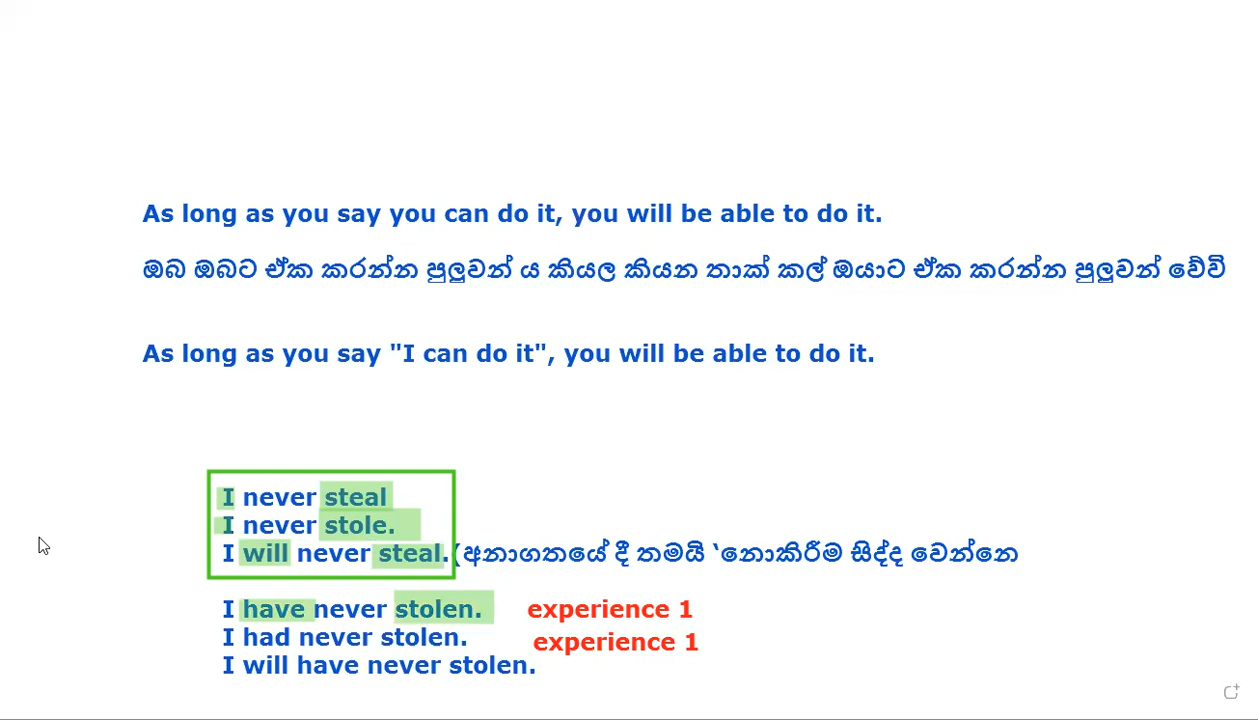 As long as you say you can do it, you will be able to do it.
ඔබ ඔබට ඒක කරන්න පුලුවන් ය කියල කියන තාක් කල් ඔයාට ඒක කරන්න පුලුවන් වේවි
As long as you say "I can do it", you will be able to do it.
I never steal
I never stole.
I will never steal.(අනාගතයේ දී තමයි ‛නොකිරීම සිද්ද වෙන්නෙ
I have never stolen. experience 1
I had never stolen. experience 1
I will have never stolen.